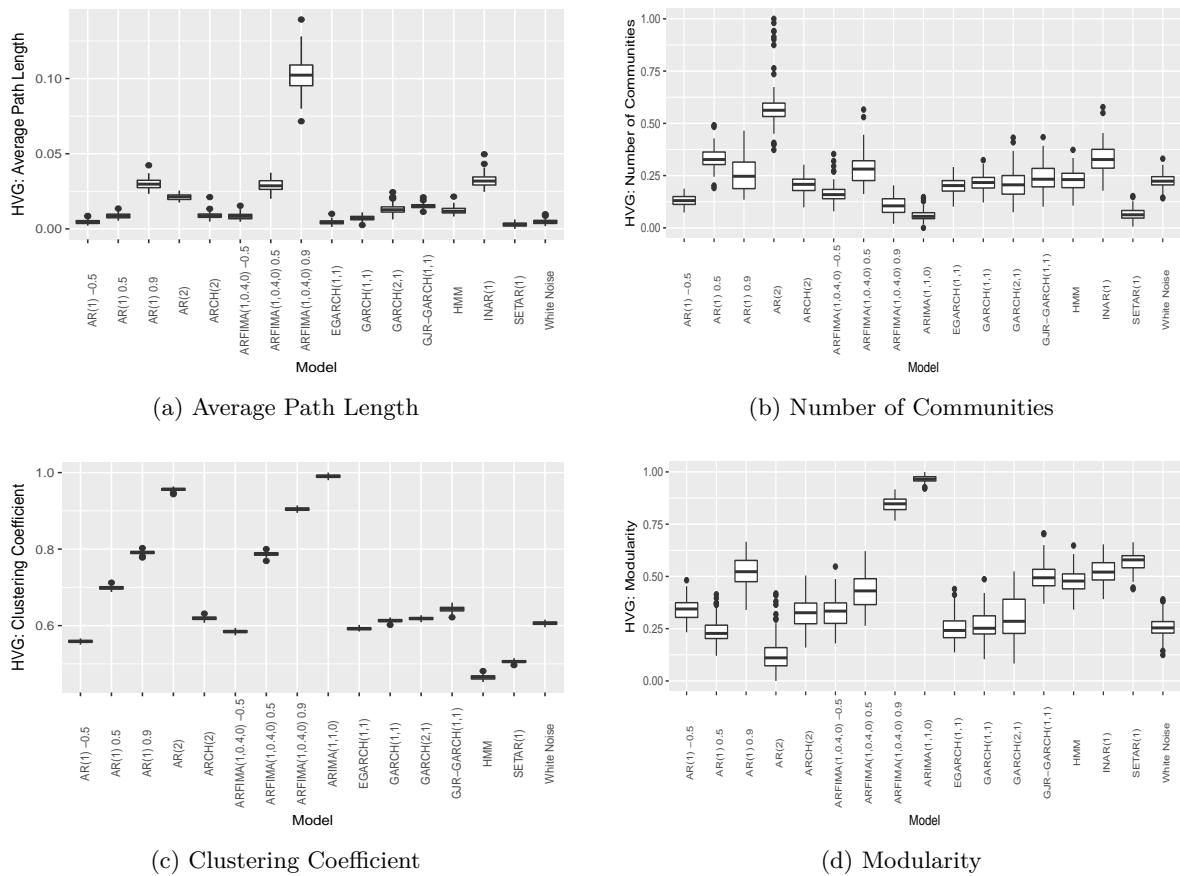 HVG: Average Path Length
0.10
0.05
0.00
AR(1) −0.5
AR(1) 0.5
AR(1) 0.9
AR(2)
ARCH(2)
ARFIMA(1,0.4,0) −0.5
ARFIMA(1,0.4,0) 0.5
ARFIMA(1,0.4,0) 0.9
EGARCH(1,1)
GARCH(1,1)
GARCH(2,1)
GJR−GARCH(1,1)
HMM
INAR(1)
SETAR(1)
White Noise
Model
(a) Average Path Length
HVG: Number of Communities
1.00
0.75
0.50
0.25
0.00
AR(1) −0.5
AR(1) 0.5
AR(1) 0.9
AR(2)
ARCH(2)
ARFIMA(1,0.4,0) −0.5
ARFIMA(1,0.4,0) 0.5
ARFIMA(1,0.4,0) 0.9
ARIMA(1,1,0)
EGARCH(1,1)
GARCH(1,1)
GARCH(2,1)
GJR−GARCH(1,1)
HMM
INAR(1)
SETAR(1)
White Noise
Model
(b) Number of Communities
HVG: Clustering Coefficient
1.0
0.8
0.6
AR(1) −0.5
AR(1) 0.5
AR(1) 0.9
AR(2)
ARCH(2)
ARFIMA(1,0.4,0) −0.5
ARFIMA(1,0.4,0) 0.5
ARFIMA(1,0.4,0) 0.9
ARIMA(1,1,0)
EGARCH(1,1)
GARCH(1,1)
GARCH(2,1)
GJR−GARCH(1,1)
HMM
SETAR(1)
White Noise
Model
(c) Clustering Coefficient
HVG: Modularity
1.00
0.75
0.50
0.25
0.00
AR(1) −0.5
AR(1) 0.5
AR(1) 0.9
AR(2)
ARCH(2)
ARFIMA(1,0.4,0) −0.5
ARFIMA(1,0.4,0) 0.5
ARFIMA(1,0.4,0) 0.9
ARIMA(1,1,0)
EGARCH(1,1)
GARCH(1,1)
GARCH(2,1)
GJR−GARCH(1,1)
HMM
INAR(1)
SETAR(1)
White Noise
Model
(d) Modularity